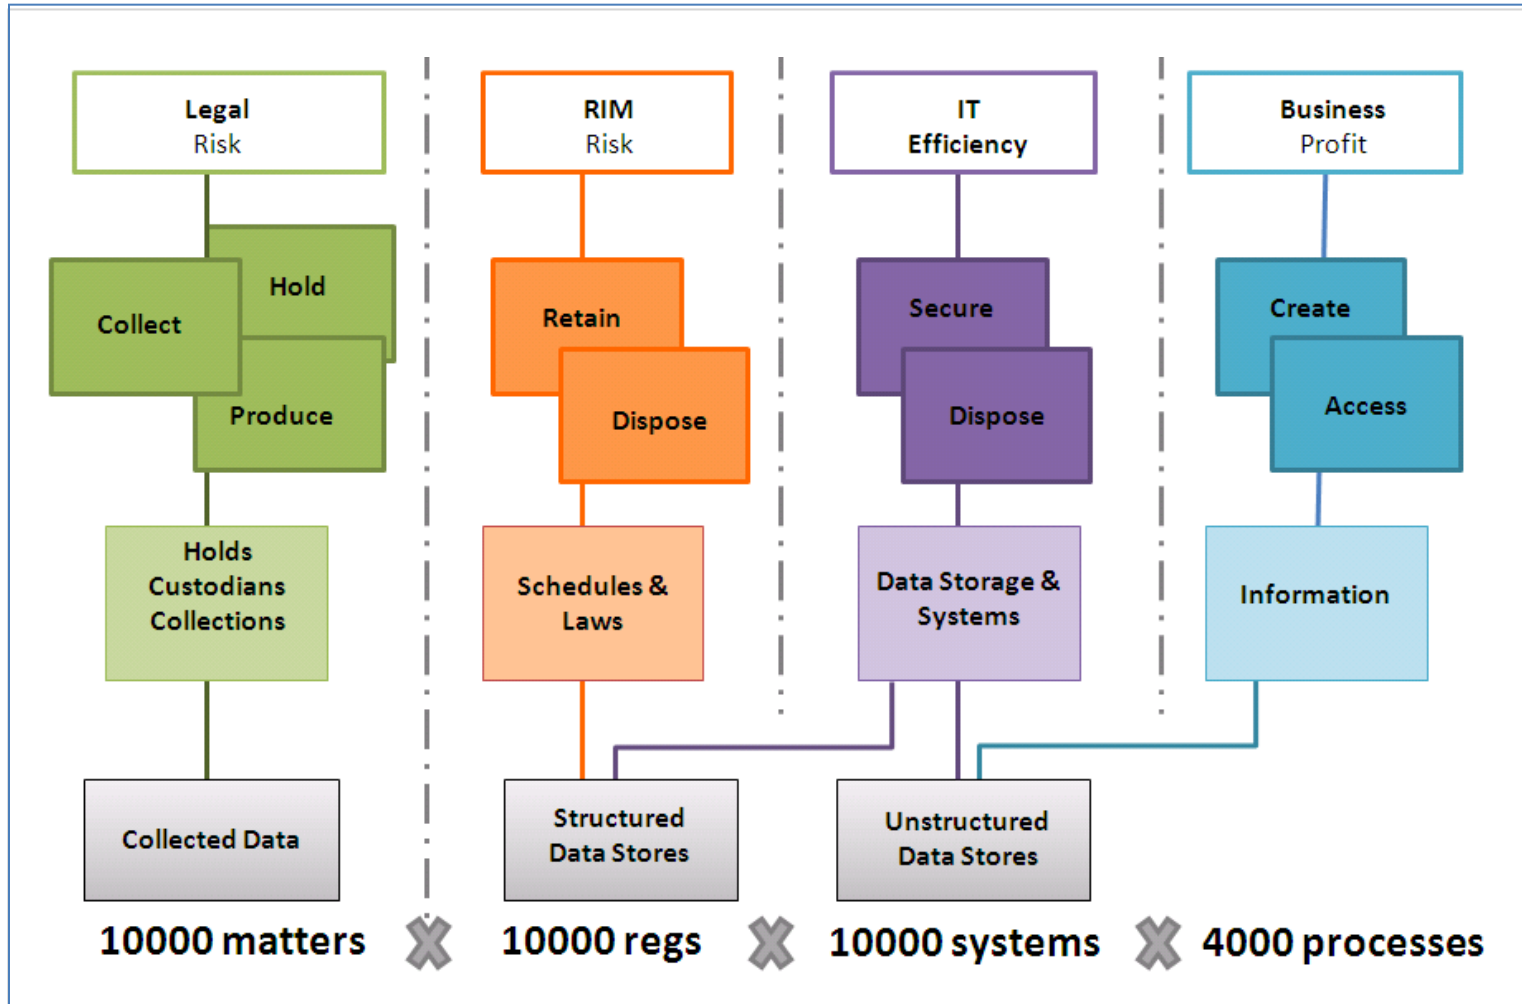 Legal
Risk
RIM
Risk
IT
Efficiency
Business
Profit
Hold
Collect
Produce
Retain
Dispose
Secure
Dispose
Create
Access
Holds
Custodians
Collections
Schedules &
Laws
Data Storage &
Systems
Information
Collected Data
Structured
Data Stores
Unstructured
Data Stores
10000 matters
10000 regs
10000 systems
4000 processes